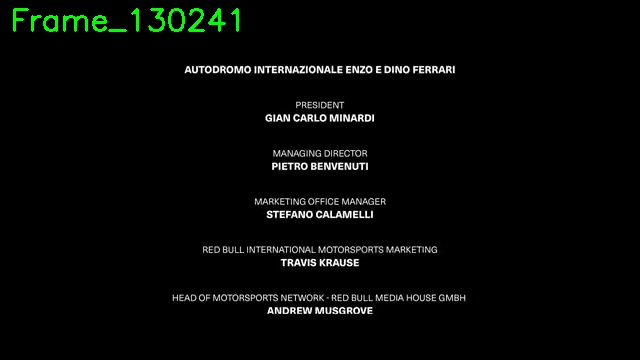 Frame_130241
AUTODROMO INTERNAZIONALE ENZO E DINO FERRARI
PRESIDENT
GIAN CARLO MINARDI
MANAGING DIRECTOR
PIETRO BENVENUTI
MARKETING OFFICE MANAGER
STEFANO CALAMELLI
RED BULL INTERNATIONAL MOTORSPORTS MARKETING
TRAVIS KRAUSE
HEAD OF MOTORSPORTS NETWORK - RED BULL MEDIA HOUSE GMBH
ANDREW MUSGROVE